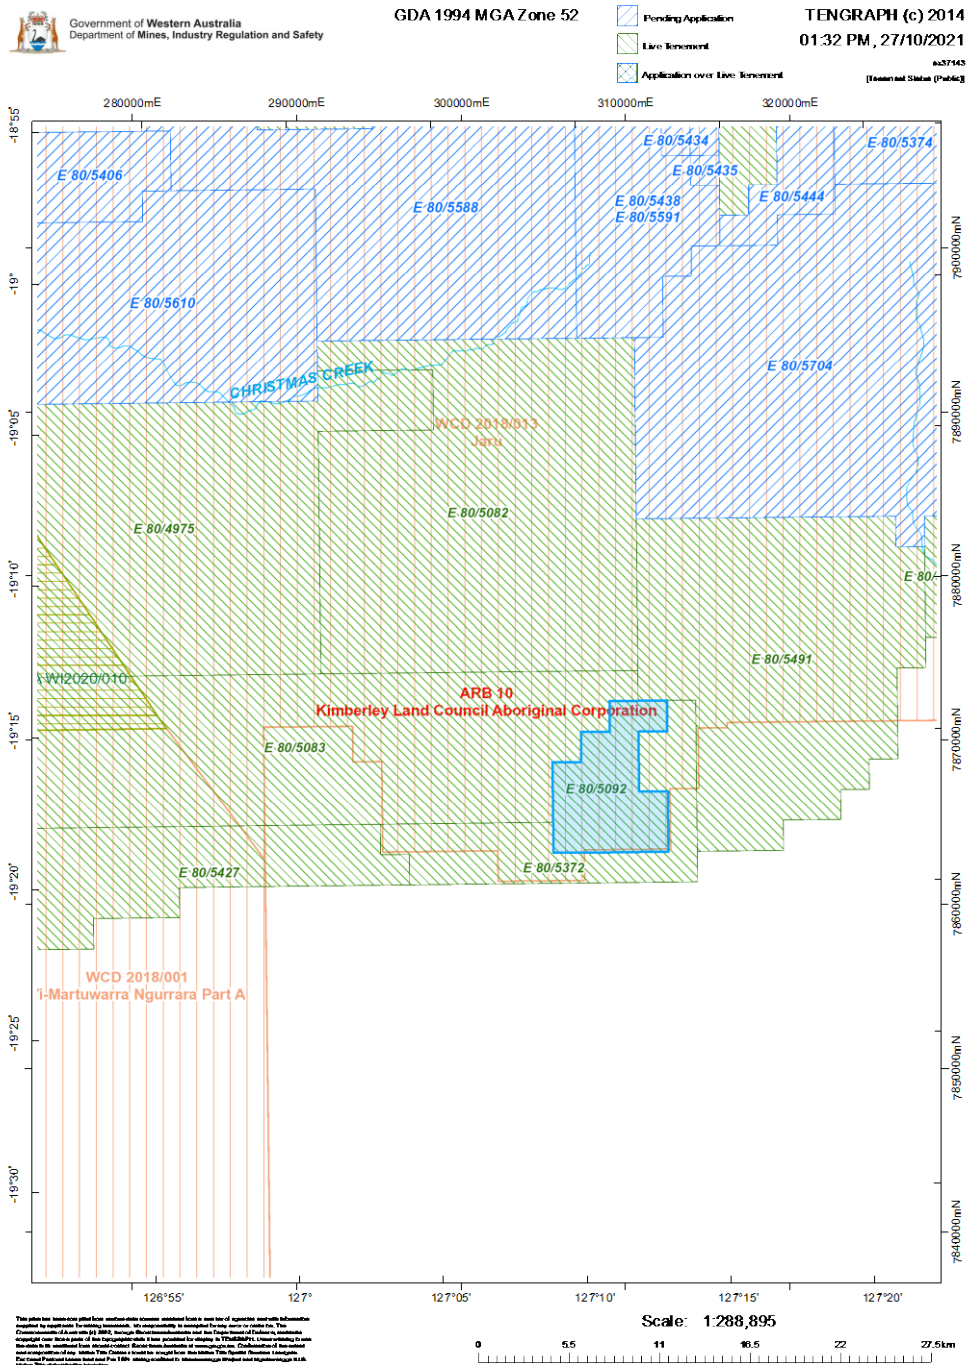 Government of Western Australia
Department of Mines, Industry Regulation and Safety
GDA 1994 MGA Zone 52
Pending Application
Live Tenement
Application over Live Tenement
TENGRAPH (c) 2014
01:32 PM, 27/10/2021
[Tenement Status (Public)]
280000mE
290000mE
300000mE
310000mE
320000mE
-18°55'
-19°
-19°05'
-19°10'
-19°15'
-19°20'
-19°25'
-19°30'
7900000mN
7890000mN
7880000mN
7870000mN
7860000mN
7850000mN
7840000mN
E 80/5406
E 80/5588
E 80/5434
E 80/5435
E 80/5374
E 80/5438
E 80/5591
E 80/5444
E 80/5610
E 80/5704
CHRISTMAS CREEK
WCD 2018/013
Jaru
E 80/4975
E 80/5082
E 80/
E 80/5491
WI2020/010
ARB 10
Kimberley Land Council Aboriginal Corporation
E 80/5083
E 80/5092
E 80/5427
E 80/5372
WCD 2018/001
'i-Martuwarra Ngurrara Part A
126°55'
127°
127°05'
127°10'
127°15'
127°20'
Scale: 1:288,895
0
5.5
11
16.5
22
27.5km